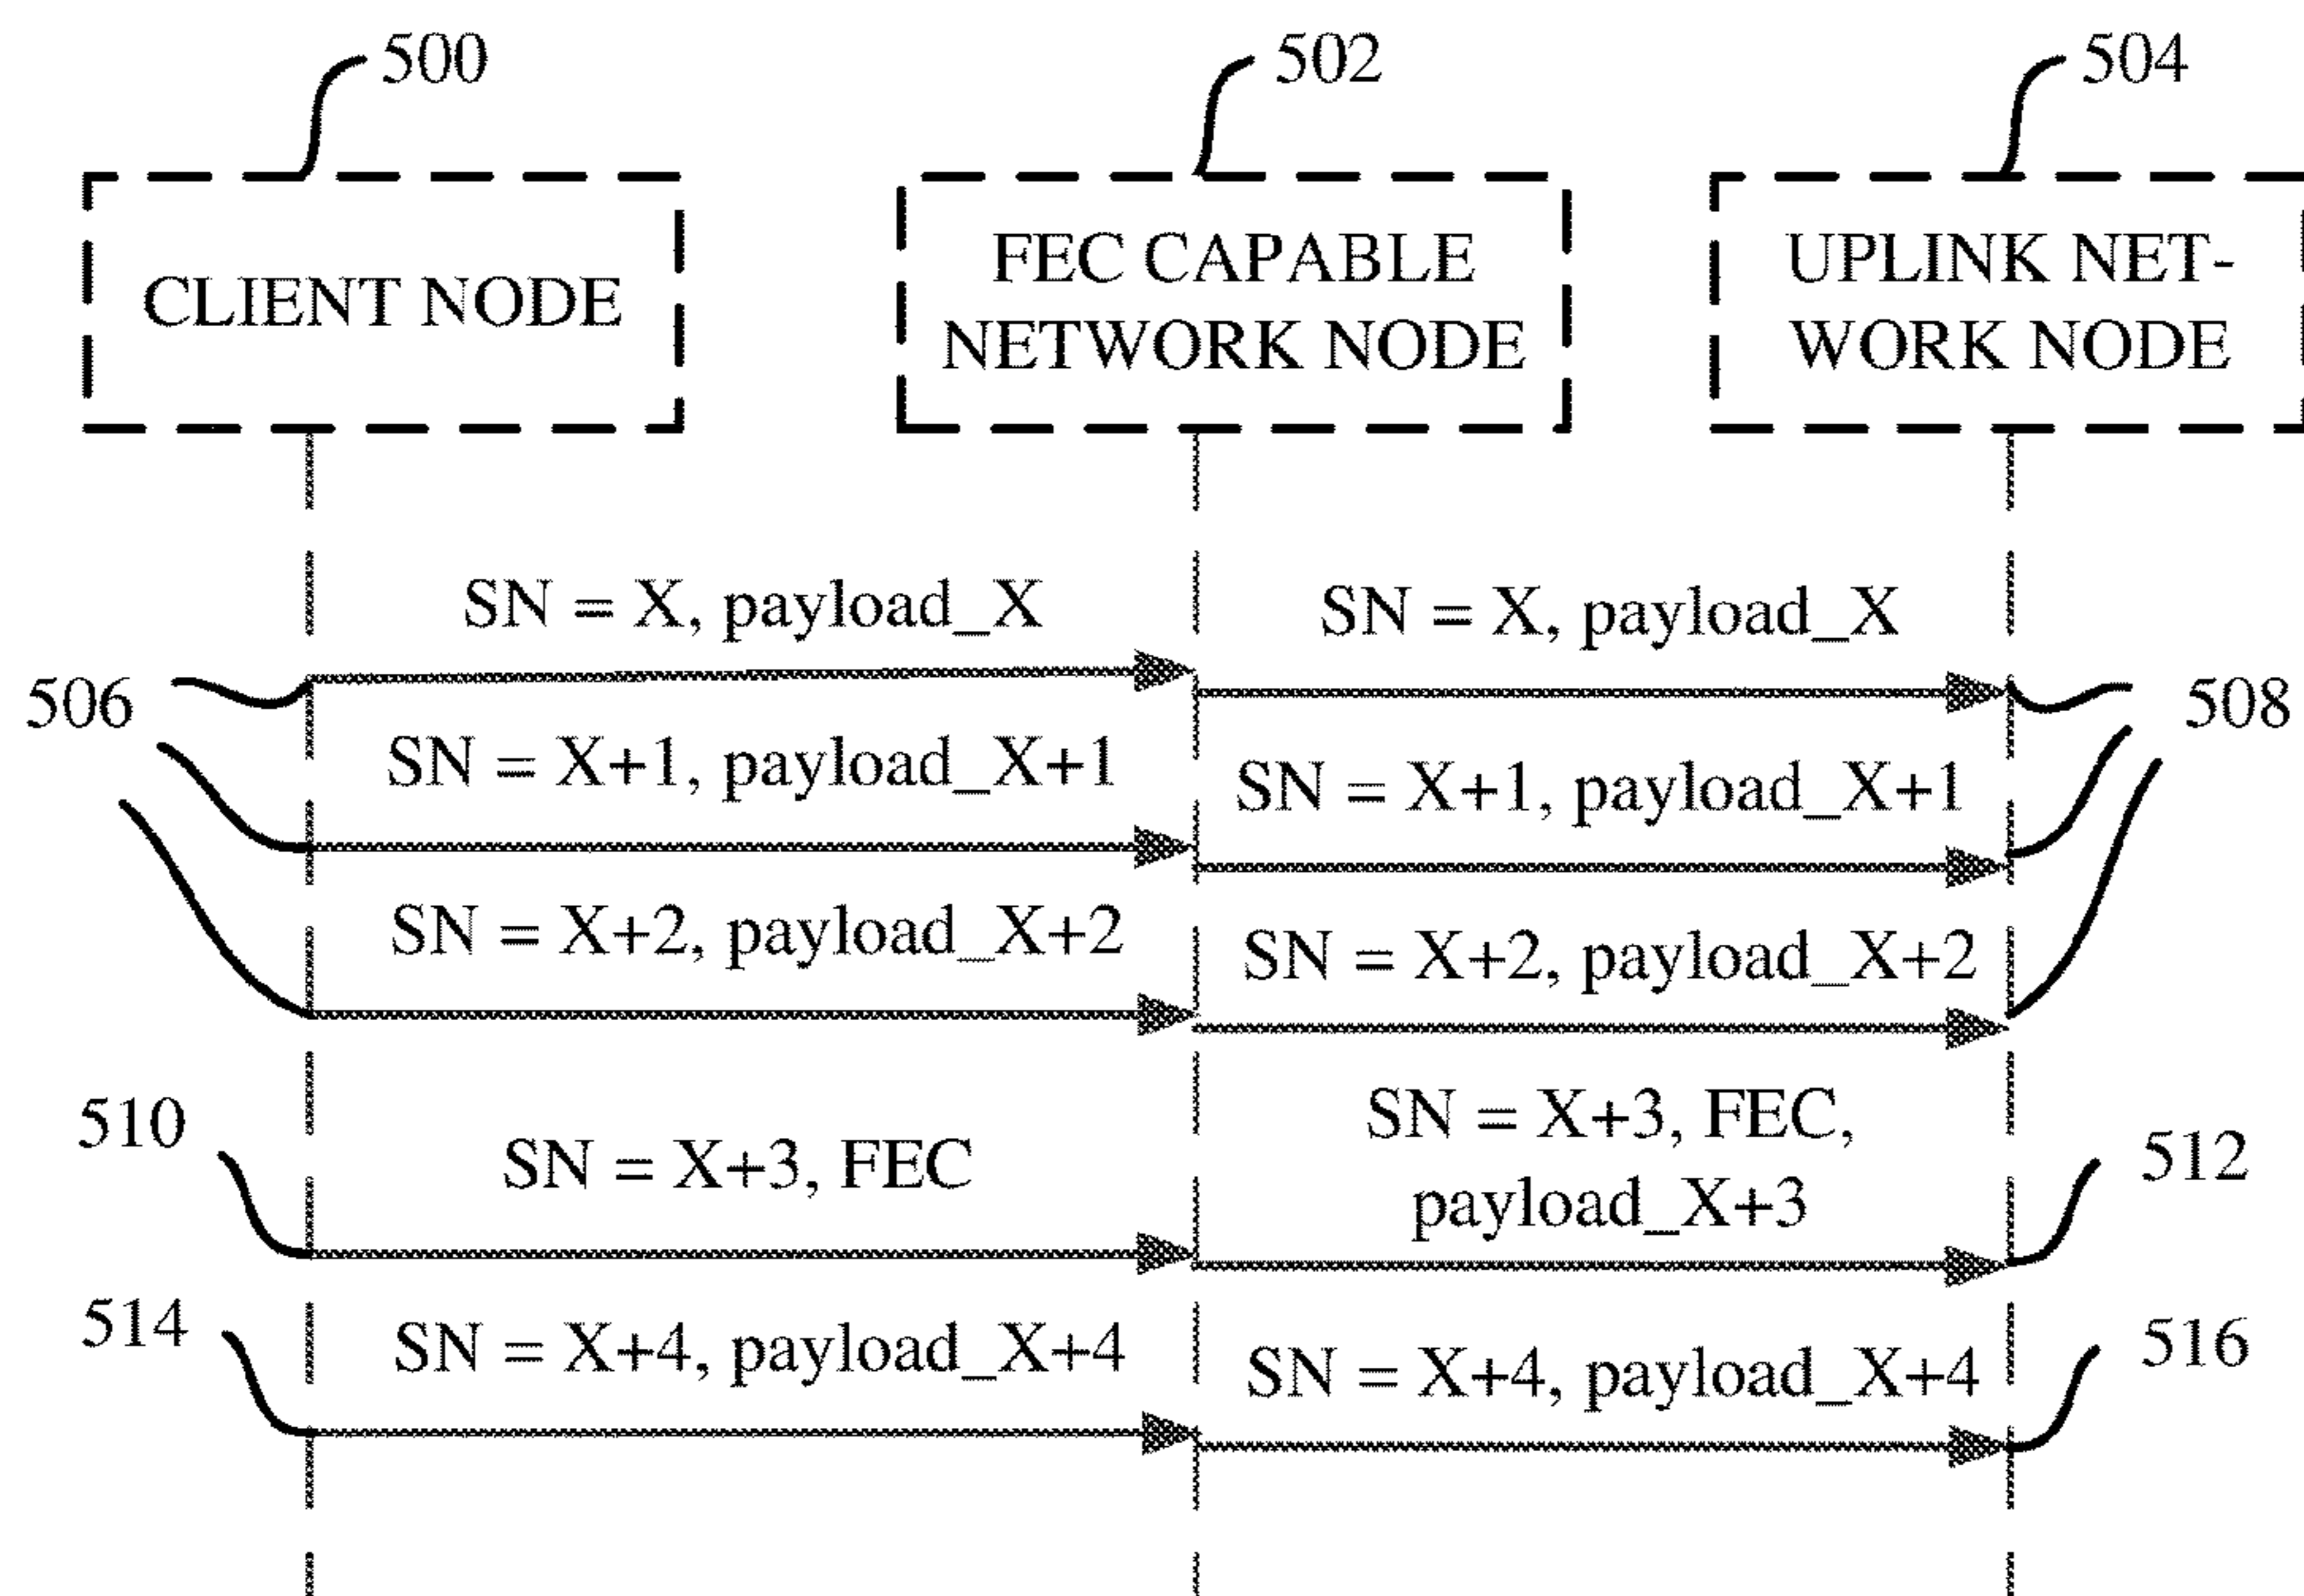 500
502
504
CLIENT NODE
FEC CAPABLE
NETWORK NODE
UPLINK NET-
WORK NODE
SN = X, payload_X
SN = X, payload_X
506
508
SN = X+1, payload_X+1
SN = X+1, payload_X+1
SN = X+2, payload_X+2
SN = X+2, payload_X+2
510
SN = X+3, FEC
SN = X+3, FEC,
payload_X+3
512
514
SN = X+4, payload_X+4
SN = X+4, payload_X+4
516